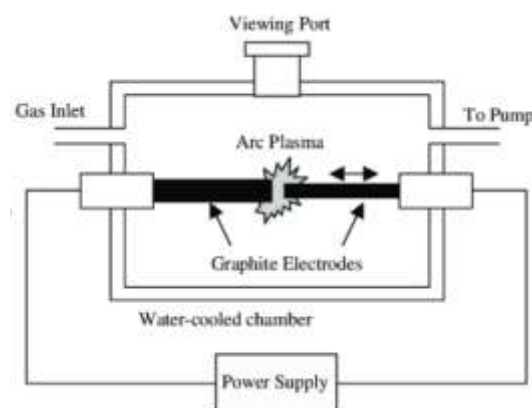 Viewing Port
Gas Inlet
To Pump
Arc Plasma
Graphite Electrodes
Water-cooled chamber
Power Supply